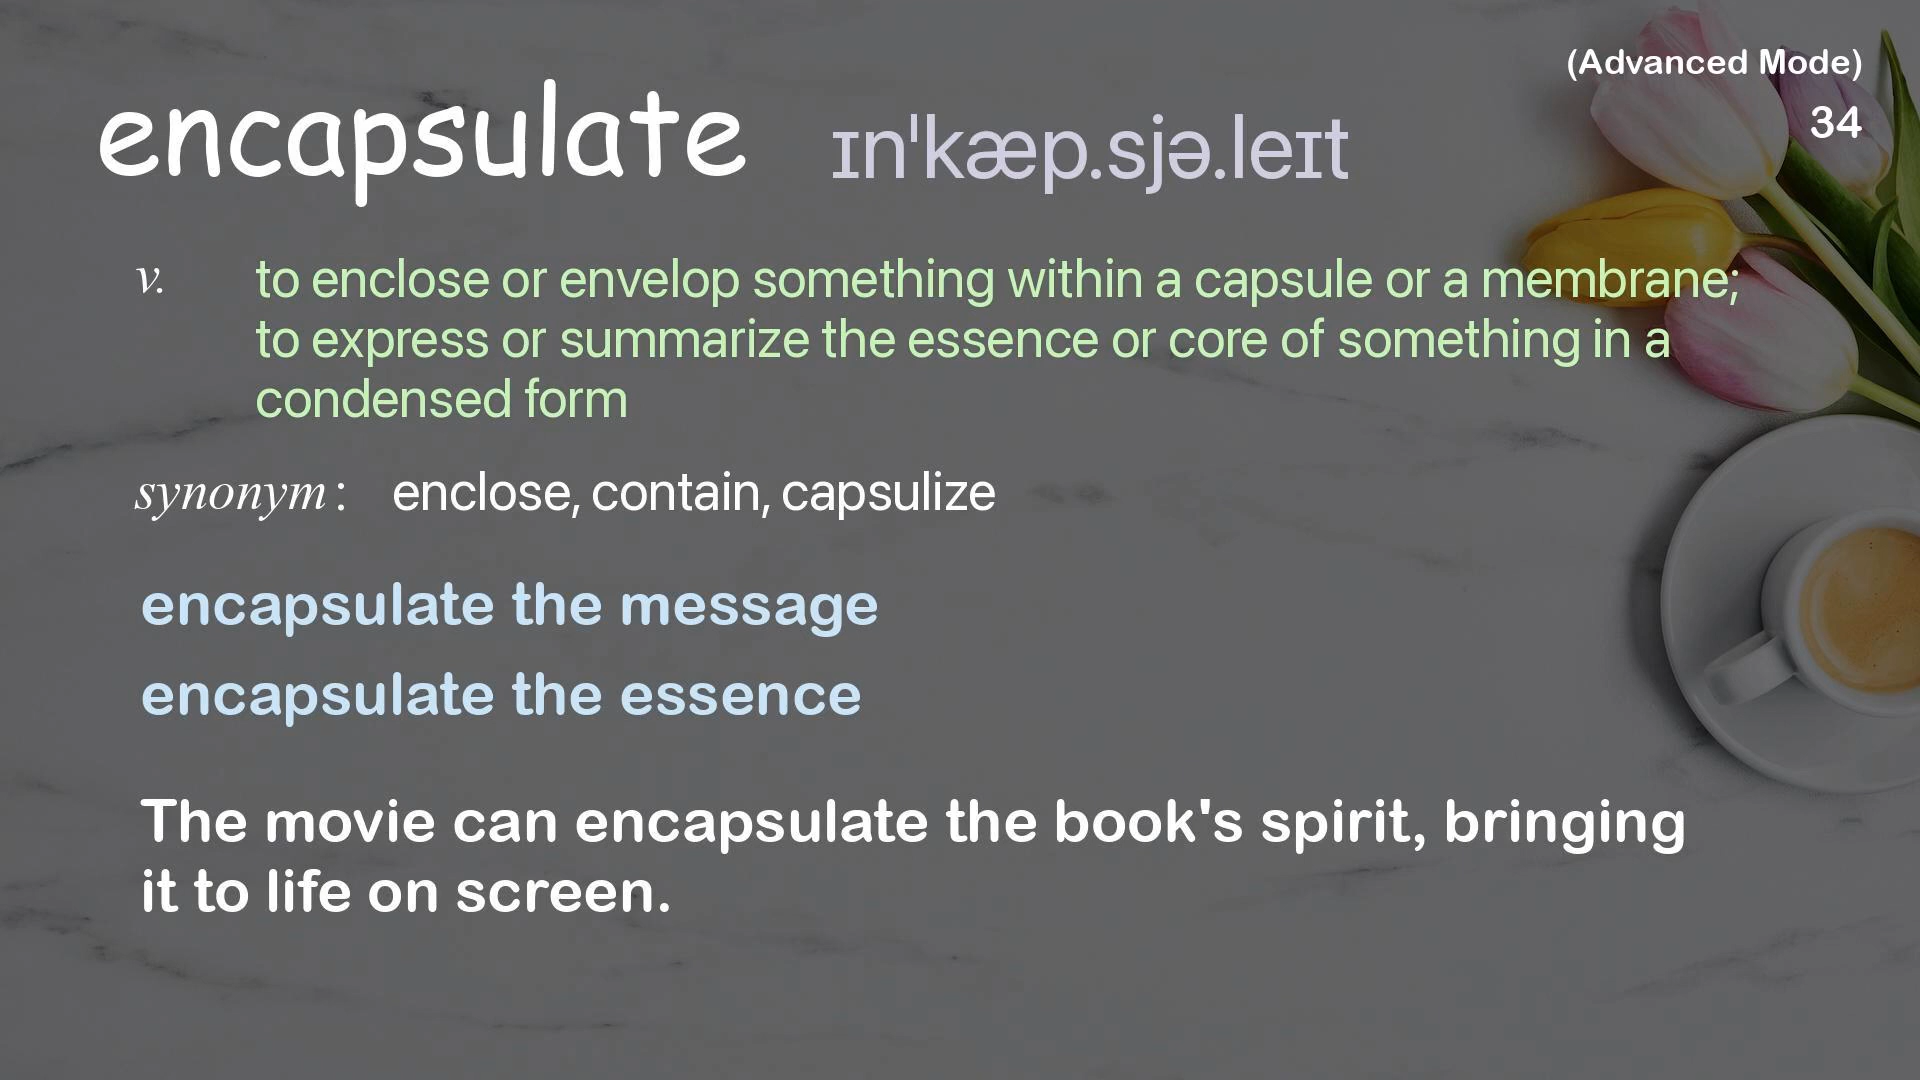 (Advanced Mode)
34
encapsulate ɪnˈkæp.sjə.leɪt
v. to enclose or envelop something within a capsule or a membrane;
to express or summarize the essence or core of something in a
condensed form
synonym: enclose, contain, capsulize
encapsulate the message
encapsulate the essence
The movie can encapsulate the book's spirit, bringing
it to life on screen.